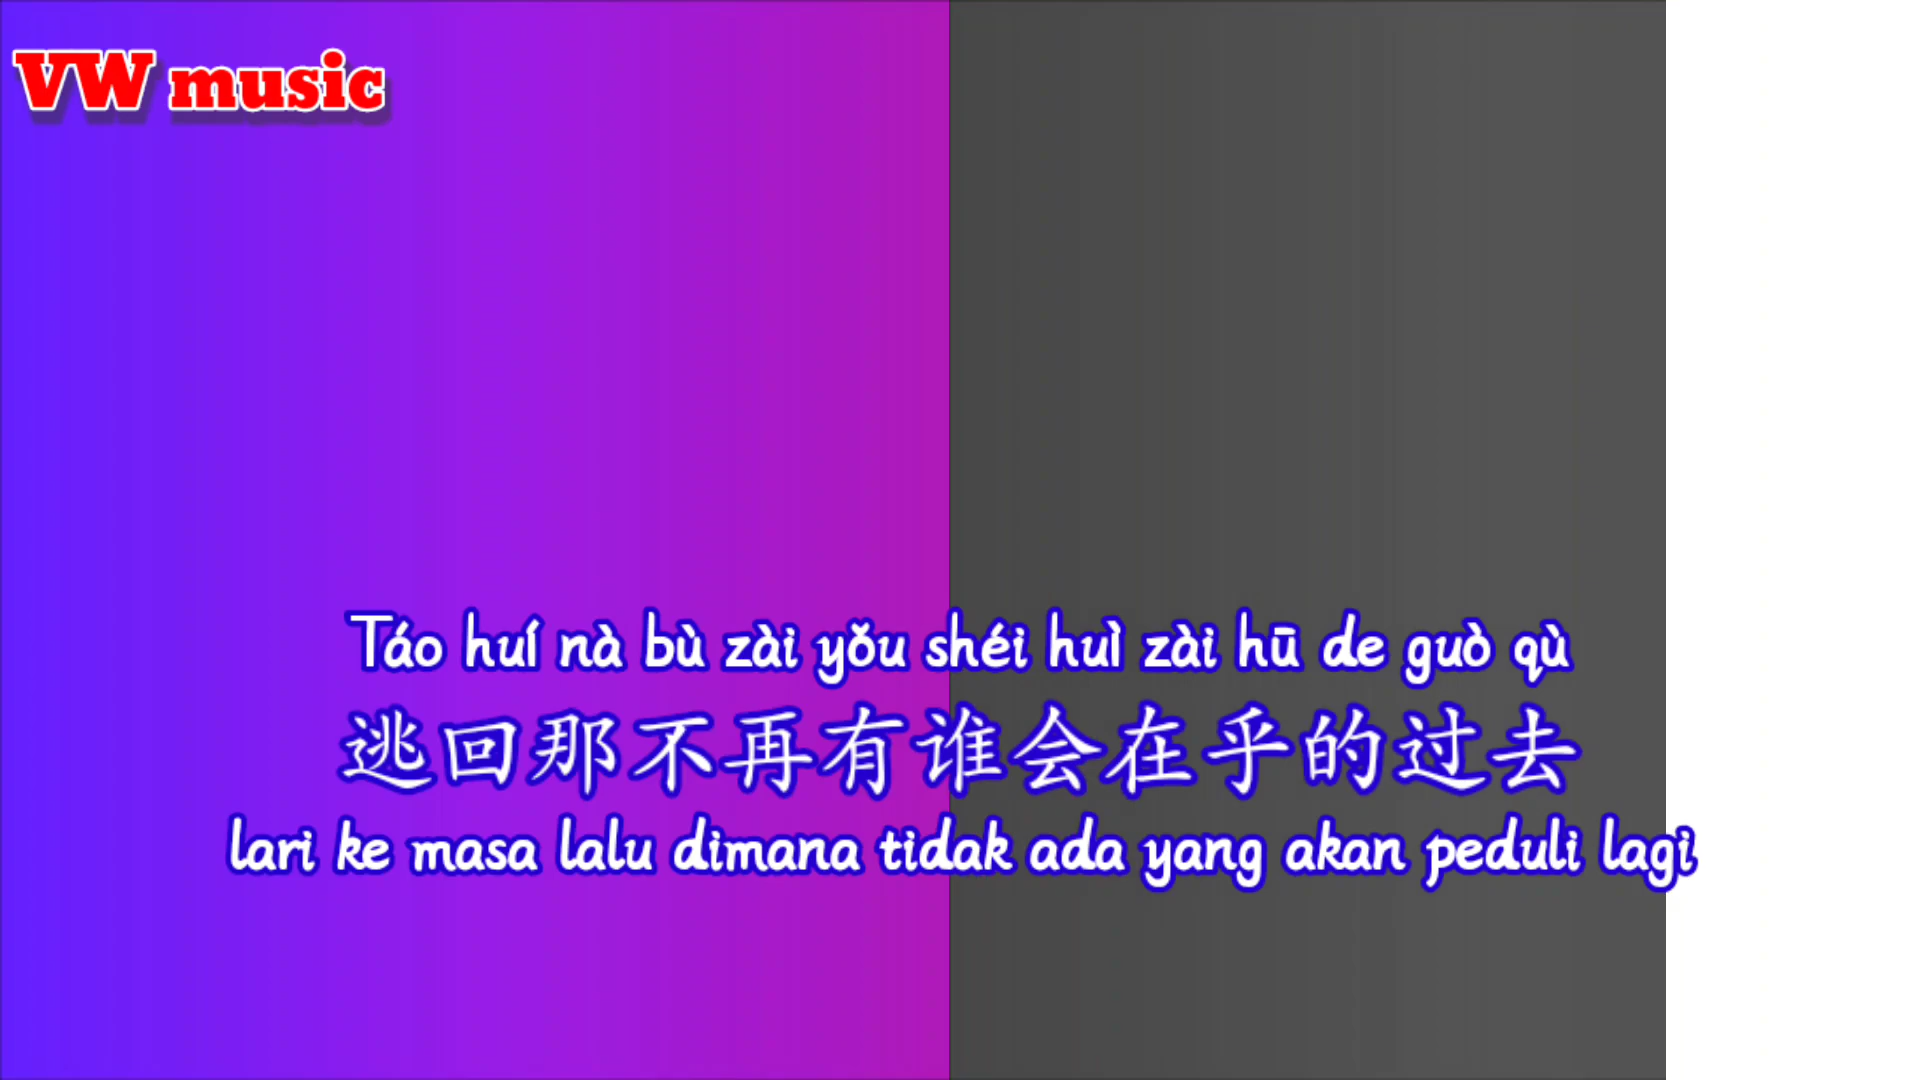 VW music
Táo huí nà bù zài yǒu shéi huì zài hū de guò qù
逃回那不再有谁会在乎的过去
lari ke masa lalu dimana tidak ada yang akan peduli lagi